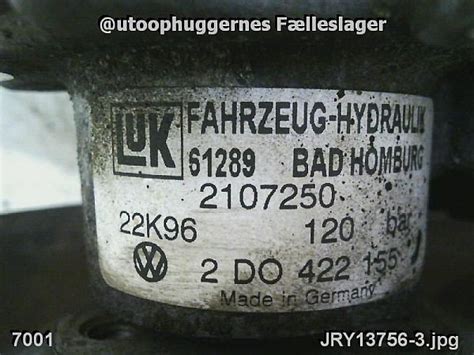 @utoophuggernes Fælleslager
LUK FAHRZEUG-HYDRAULIK
61289 BAD HOMBURG
2107250
22K96 120 bar
2 DO 422 155
Made in Germany
7001 JRY13756-3.jpg